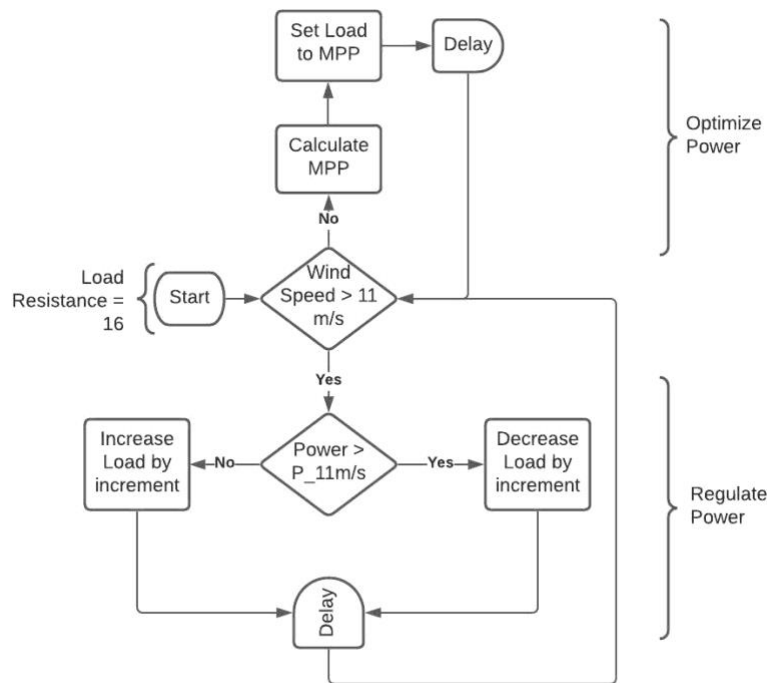 Set Load
to MPP
Delay
Calculate
MPP
Optimize
Power
No
Load
Resistance =
16
Start
Wind
Speed > 11
m/s
Yes
Increase
Load by
increment
No
Power >
P_11m/s
Yes
Decrease
Load by
increment
Regulate
Power
Delay